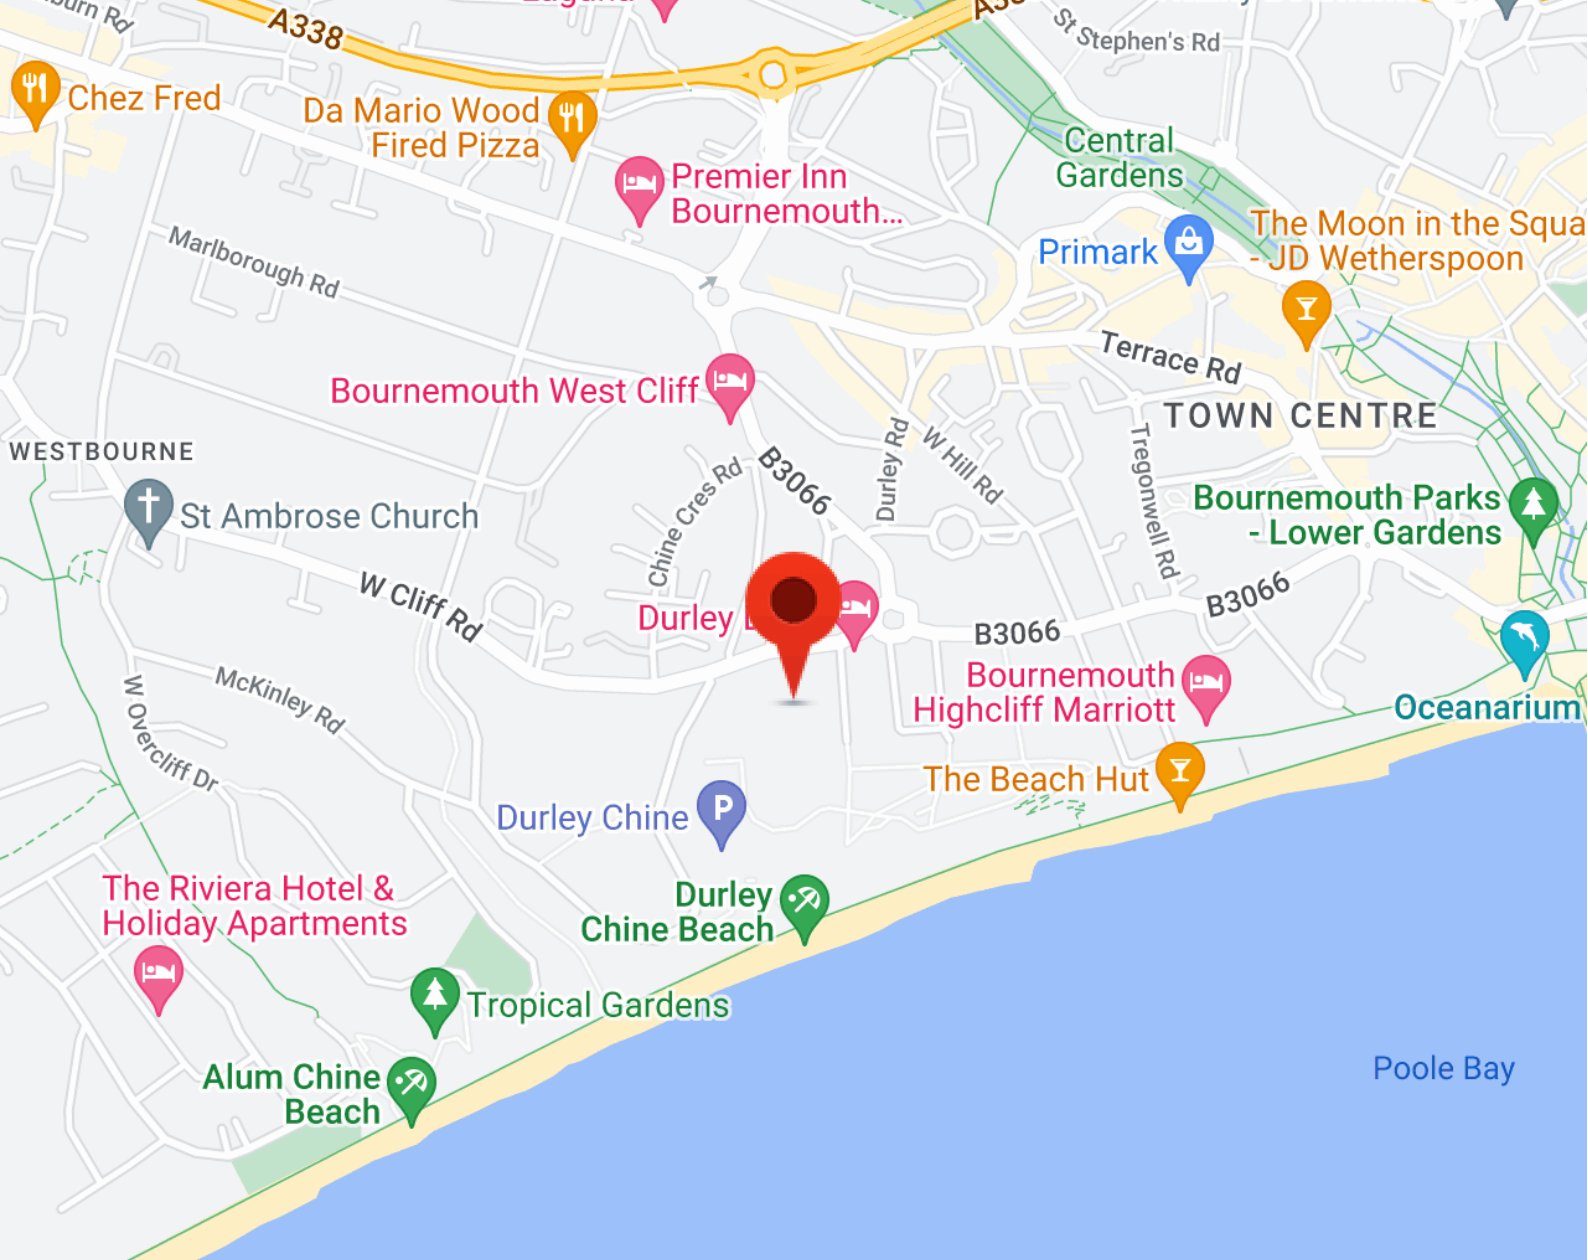 A338
Chez Fred
Da Mario Wood
Fired Pizza
St Stephen's Rd
Central
Gardens
Premier Inn
Bournemouth...
Primark
The Moon in the Squa
- JD Wetherspoon
Marlborough Rd
Terrace Rd
Bournemouth West Cliff
TOWN CENTRE
WESTBOURNE
B3066
Durley Rd
W Hill Rd
Tregonwell Rd
Chine Cres Rd
St Ambrose Church
Bournemouth Parks
- Lower Gardens
W Cliff Rd
Durley
B3066
B3066
McKinley Rd
W Overcliff Dr
Bournemouth
Highcliff Marriott
Oceanarium
The Beach Hut
Durley Chine
P
The Riviera Hotel &
Holiday Apartments
Durley
Chine Beach
Tropical Gardens
Alum Chine
Beach
Poole Bay